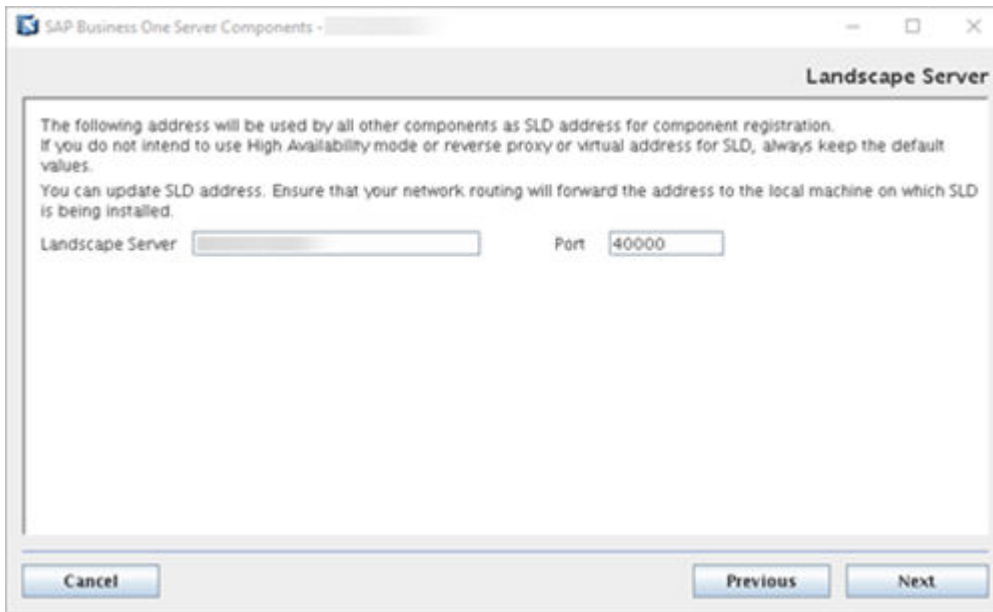 SAP Business One Server Components -
Landscape Server
The following address will be used by all other components as SLD address for component registration.
If you do not intend to use High Availability mode or reverse proxy or virtual address for SLD, always keep the default
values.
You can update SLD address. Ensure that your network routing will forward the address to the local machine on which SLD
is being installed.
Landscape Server Port 40000
Cancel Previous Next